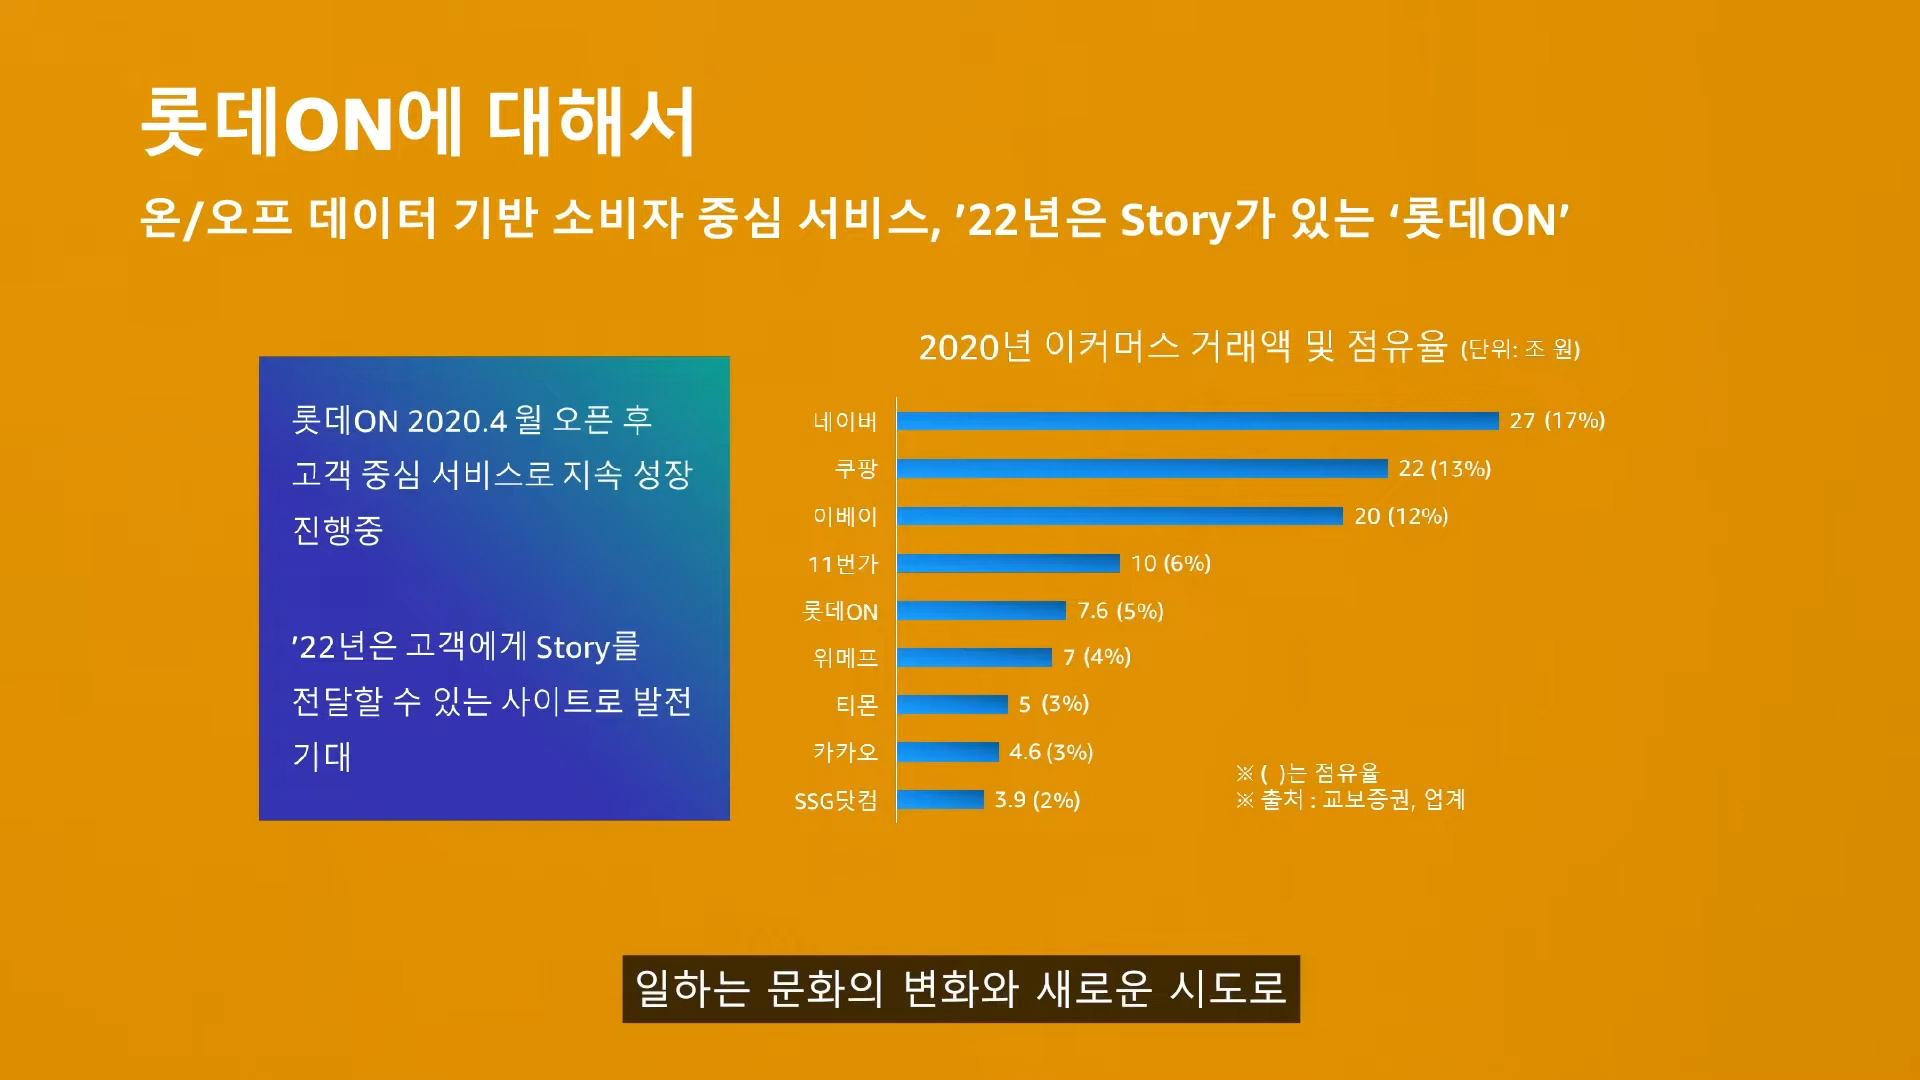 롯데ON에 대해서
온/오프 데이터 기반 소비자 중심 서비스, ’22년은 Story가 있는 ‘롯데ON’
롯데ON 2020.4월 오픈 후
고객 중심 서비스로 지속 성장
진행중
’22년은 고객에게 Story를
전달할 수 있는 사이트로 발전
기대
2020년 이커머스 거래액 및 점유율 (단위: 조 원)
네이버 27 (17%)
쿠팡 22 (13%)
이베이 20 (12%)
11번가 10 (6%)
롯데ON 7.6 (5%)
위메프 7 (4%)
티몬 5 (3%)
카카오 4.6 (3%)
SSG닷컴 3.9 (2%)
※ ( )는 점유율
※ 출처 : 교보증권, 업계
일하는 문화의 변화와 새로운 시도로